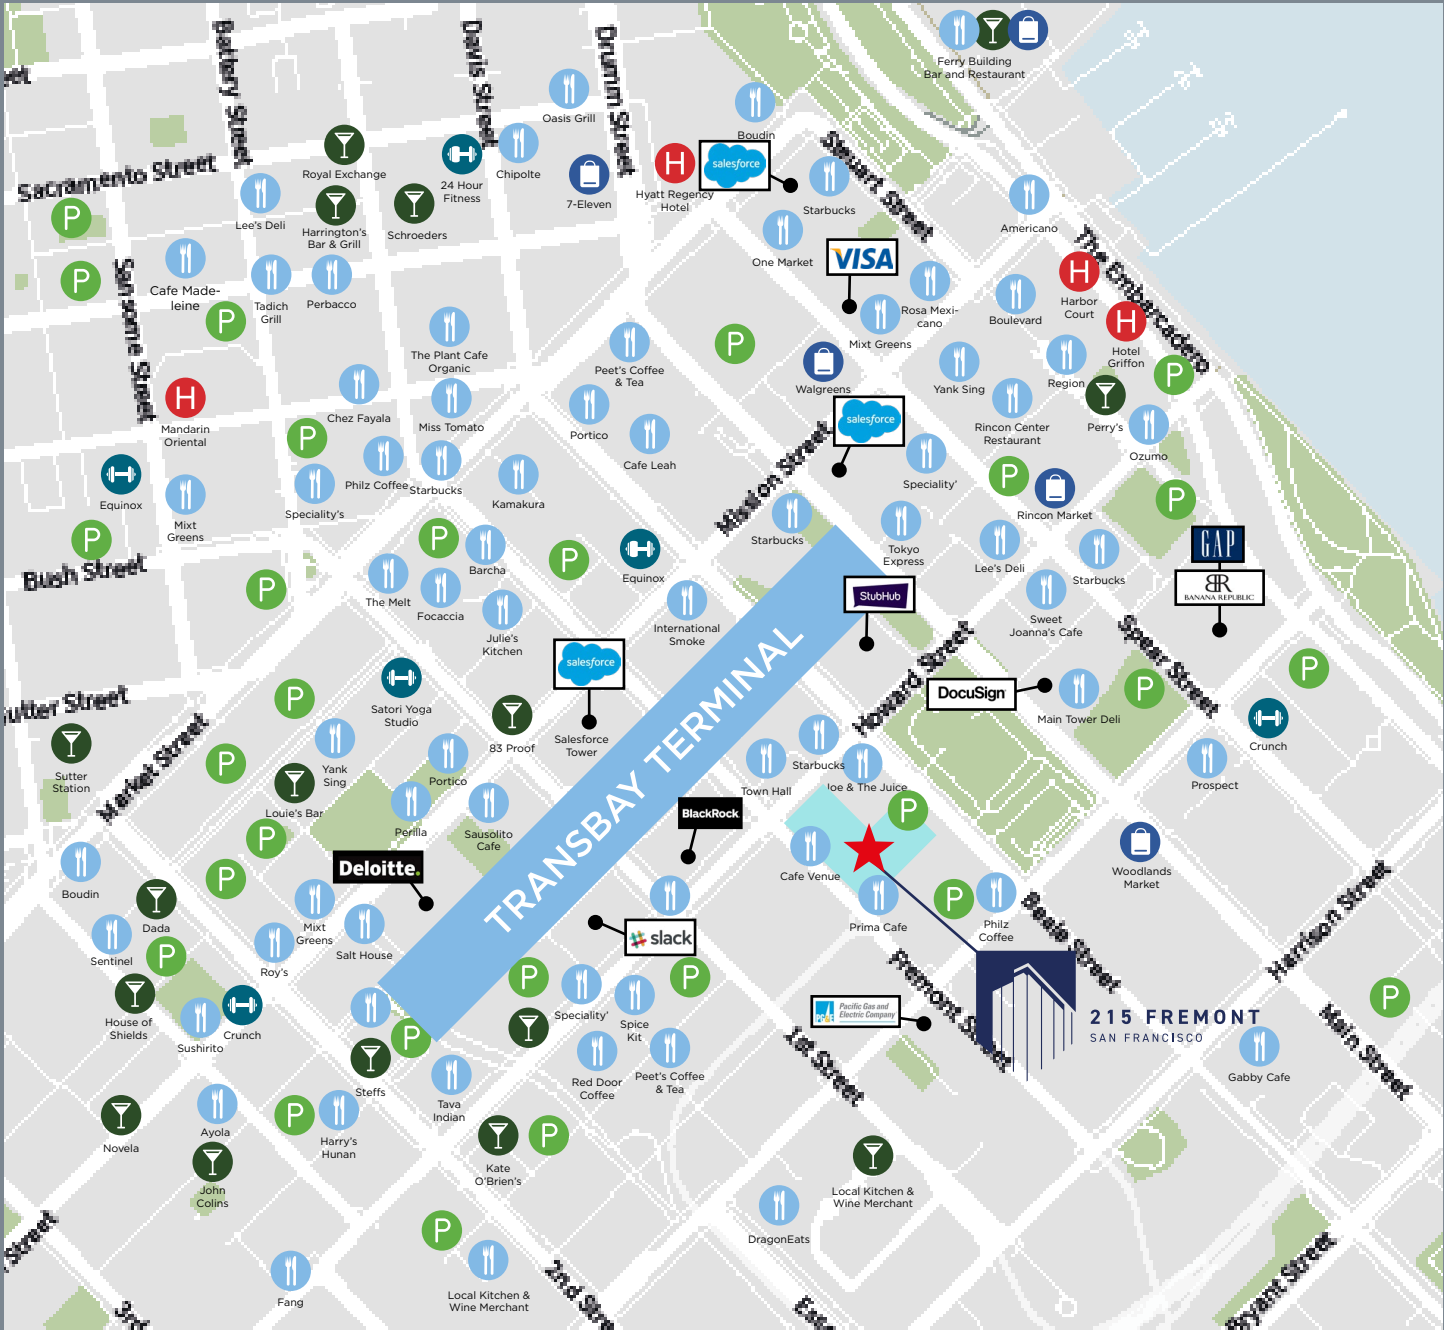 Ferry Building
Bar and Restaurant
Battery Street
Davis Street
Drumm Street
Oasis Grill
Boudin
Royal Exchange
24 Hour
Fitness
Chipolte
7-Eleven
H
Hyatt Regency
Hotel
salesforce
Steuart Street
Starbucks
Americano
Sacramento Street
P
Lee's Deli
Harrington's
Bar & Grill
Schroeders
One Market
VISA
The Embarcadero
H
Harbor
Court
P
Cafe Made-
leine
Tadich
Grill
Perbacco
Rosa Mexi-
cano
Boulevard
H
Hotel
Griffon
Sansome Street
P
The Plant Cafe
Organic
Peet's Coffee
& Tea
P
Mixt Greens
Walgreens
Yank Sing
Region
P
H
Mandarin
Oriental
Chez Fayala
Miss Tomato
Portico
Cafe Leah
salesforce
Rincon Center
Restaurant
Perry's
Ozumo
P
Equinox
Mixt
Greens
Speciality's
Philz Coffee
Starbucks
Kamakura
Mission Street
Speciality'
P
Rincon Market
P
P
Bush Street
P
Barcha
P
Equinox
Starbucks
Tokyo
Express
Lee's Deli
Starbucks
GAP
BR
BANANA REPUBLIC
P
The Melt
Focaccia
Julie's
Kitchen
International
Smoke
StubHub
Sweet
Joanna's Cafe
Spear Street
Howard Street
salesforce
Salesforce
Tower
TRANSBAY TERMINAL
DocuSign
Main Tower Deli
P
P
utter Street
Market Street
P
Satori Yoga
Studio
83 Proof
Crunch
Sutter
Station
P
Yank
Sing
Portico
Town Hall
Starbucks
Joe & The Juice
Prospect
Louie's Bar
Perilla
Sausolito
Cafe
BlackRock
P
P
Deloitte.
Cafe Venue
Woodlands
Market
Boudin
P
Dada
Mixt
Greens
Salt House
slack
Prima Cafe
P
Philz
Coffee
Beale Street
Harrison Street
Sentinel
P
Roy's
P
Speciality'
Spice
Kit
P
Fremont Street
Pacific Gas and
Electric Company
PG&E
215 FREMONT
SAN FRANCISCO
P
Main Street
House of
Shields
Sushirito
Crunch
P
Steffs
Tava
Indian
Red Door
Coffee
Peet's Coffee
& Tea
1st Street
Gabby Cafe
Novela
Ayola
P
Harry's
Hunan
Kate
O'Brien's
P
John
Colins
Local Kitchen &
Wine Merchant
DragonEats
Street
P
Fang
Local Kitchen &
Wine Merchant
2nd Str
Bryant Street
3rd